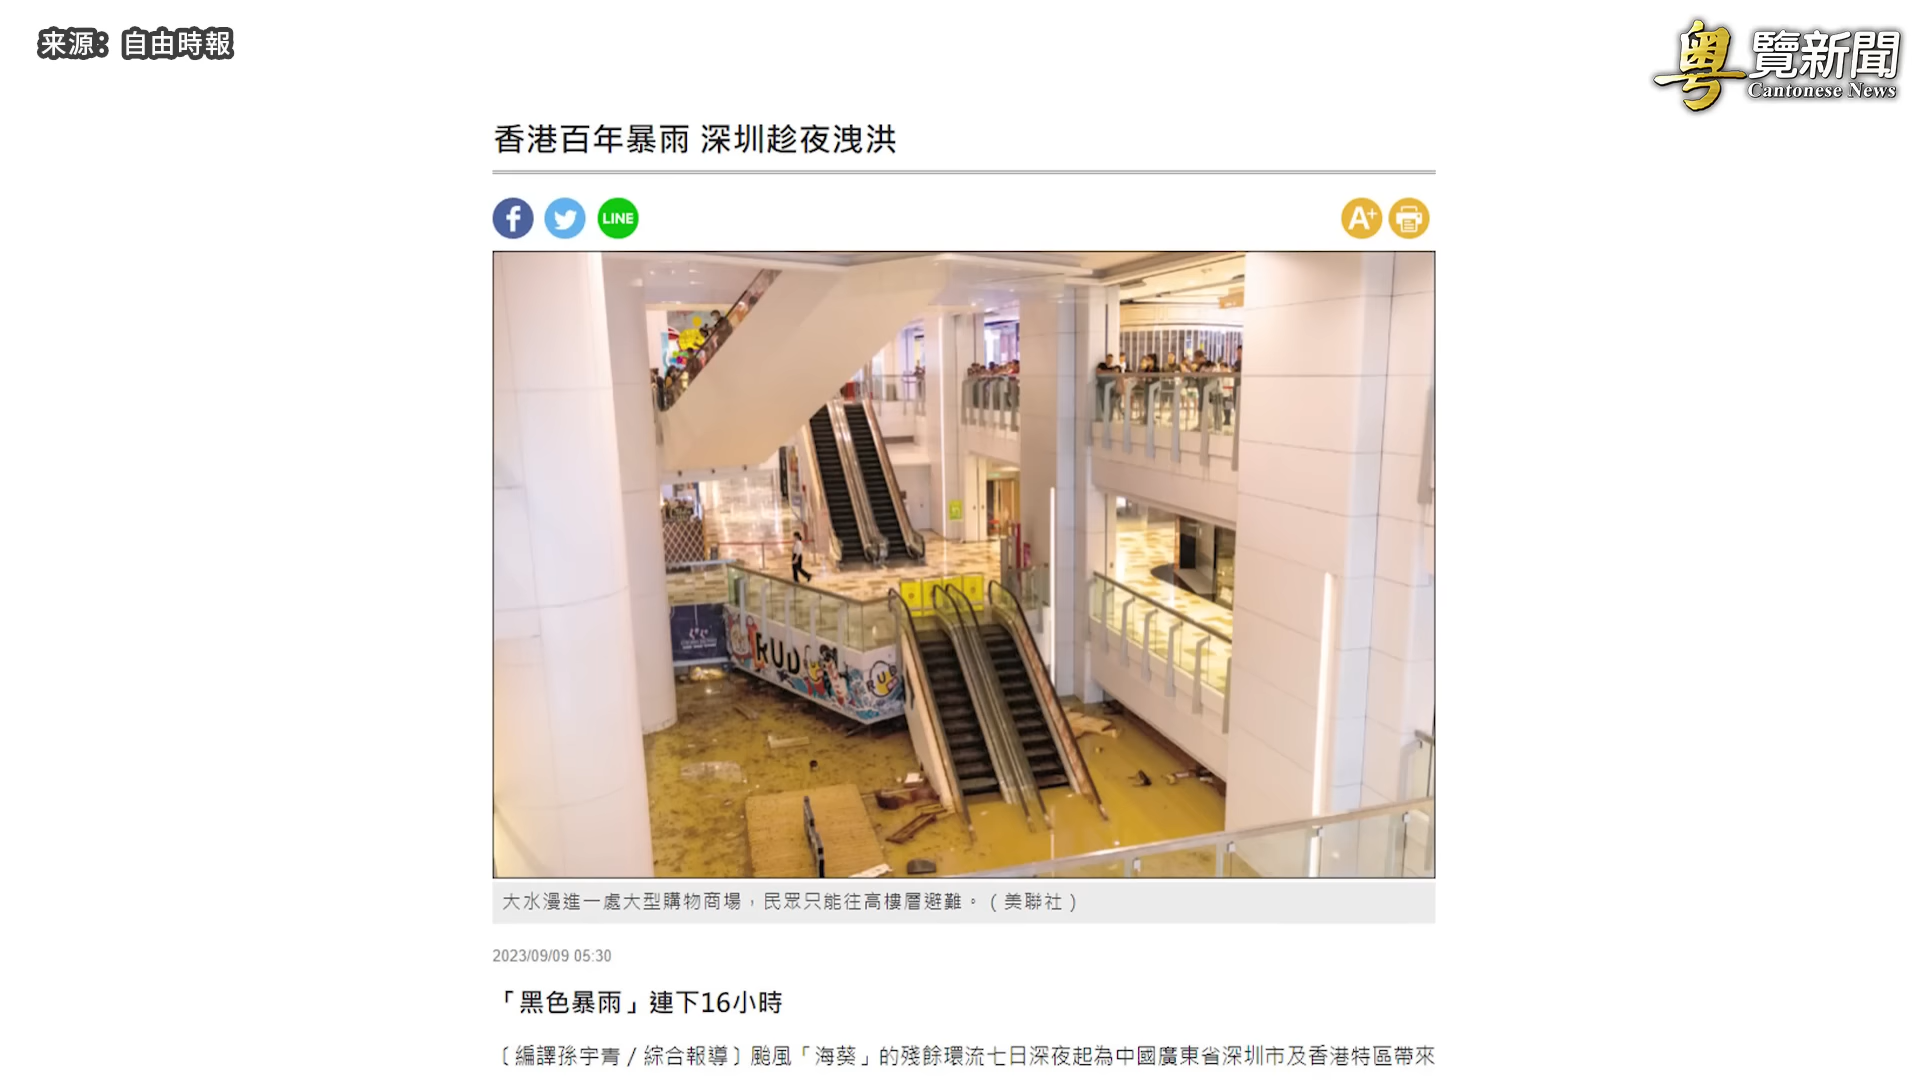 来源：自由時報
粵覽新聞
Cantonese News
香港百年暴雨 深圳趁夜洩洪
LINE
A+
RUD
RUD
大水漫進一處大型購物商場，民眾只能往高樓層避難。（美聯社）
2023/09/09 05:30
「黑色暴雨」連下16小時
〔編譯孫宇青／綜合報導〕颱風「海葵」的殘餘環流七日深夜起為中國廣東省深圳市及香港特區帶來